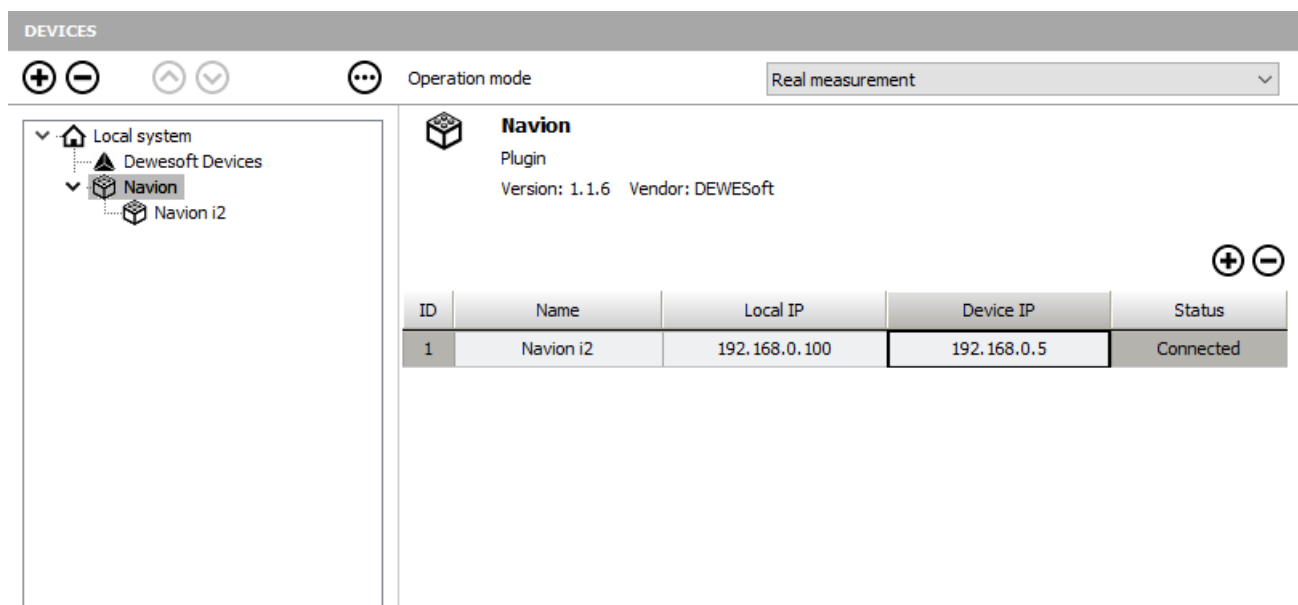 DEVICES
Operation mode
Real measurement
Local system
Dewesoft Devices
Navion
Navion i2
Navion
Plugin
Version: 1.1.6 Vendor: DEWESoft
ID Name Local IP Device IP Status
1 Navion i2 192.168.0.100 192.168.0.5 Connected